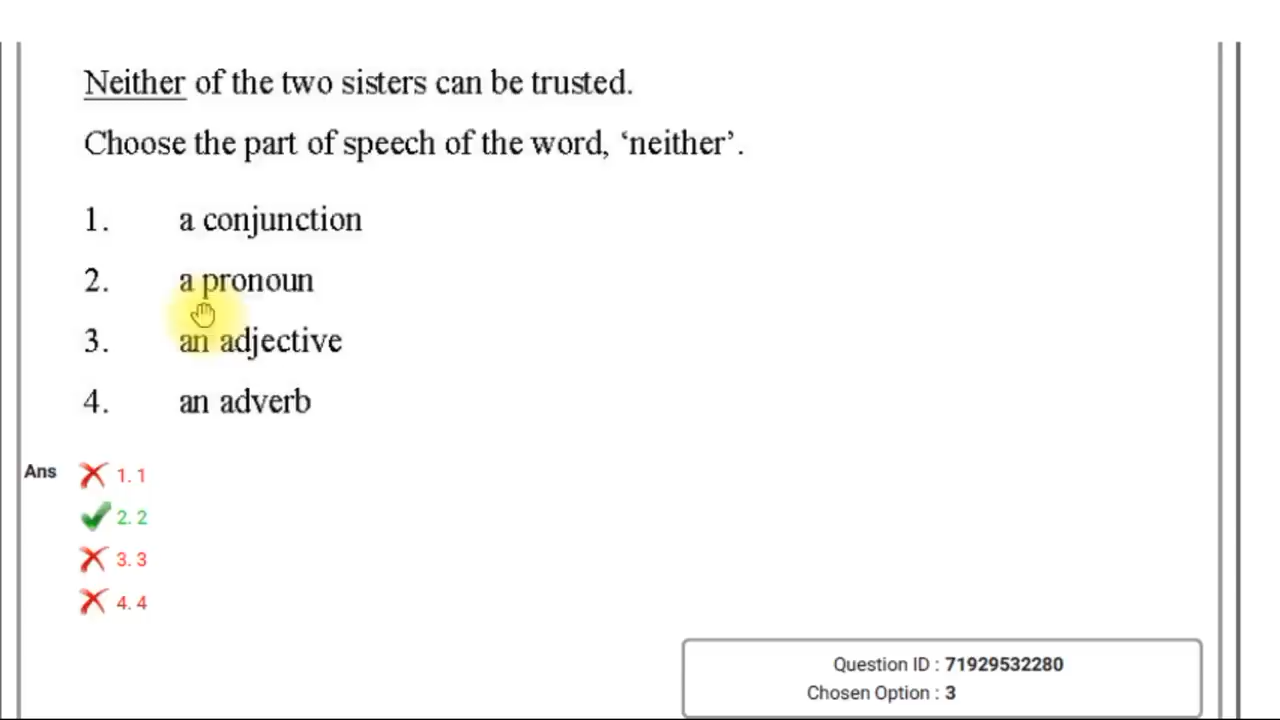 Neither of the two sisters can be trusted.
Choose the part of speech of the word, ‘neither’.
1. a conjunction
2. a pronoun
3. an adjective
4. an adverb
Ans 1. 1
2. 2
3. 3
4. 4
Question ID : 71929532280
Chosen Option : 3